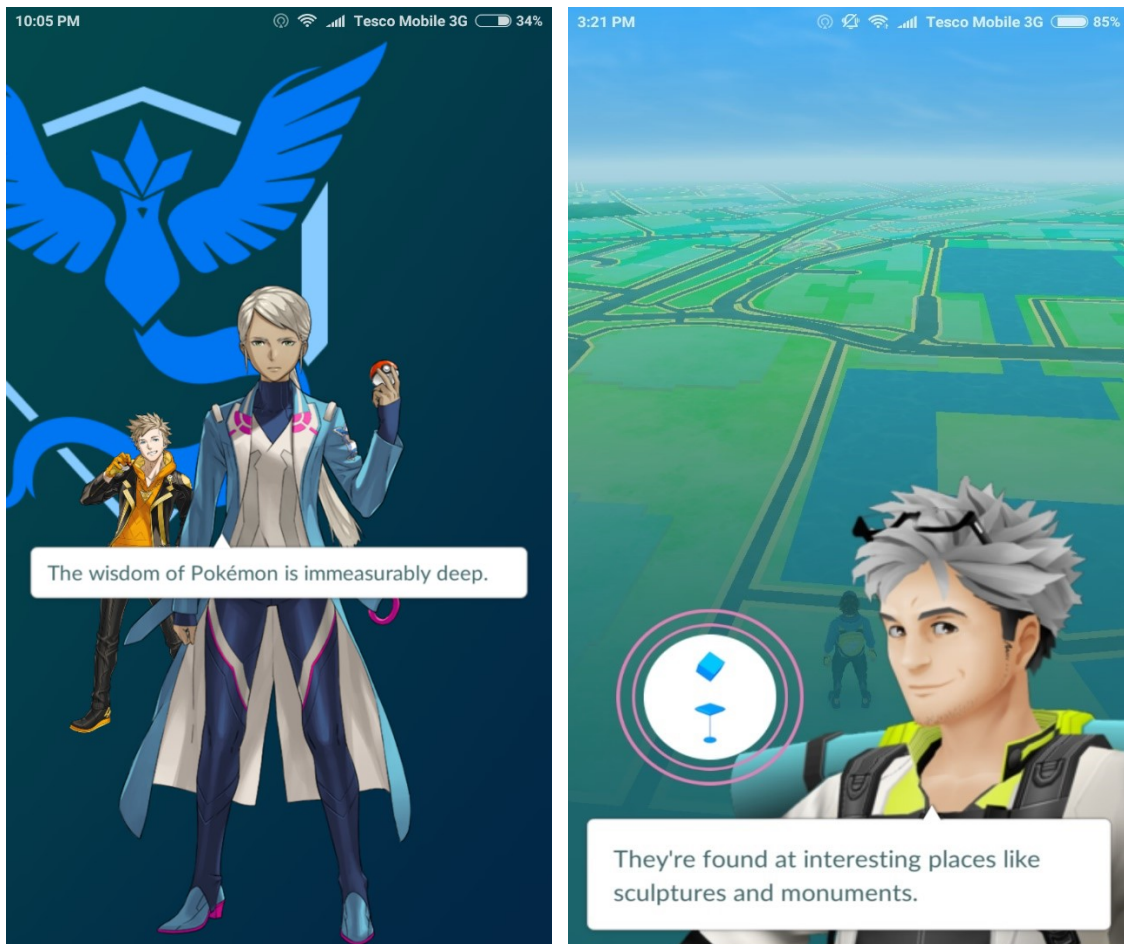 10:05 PM
Tesco Mobile 3G
34%
The wisdom of Pokémon is immeasurably deep.
3:21 PM
Tesco Mobile 3G
85%
They're found at interesting places like
sculptures and monuments.